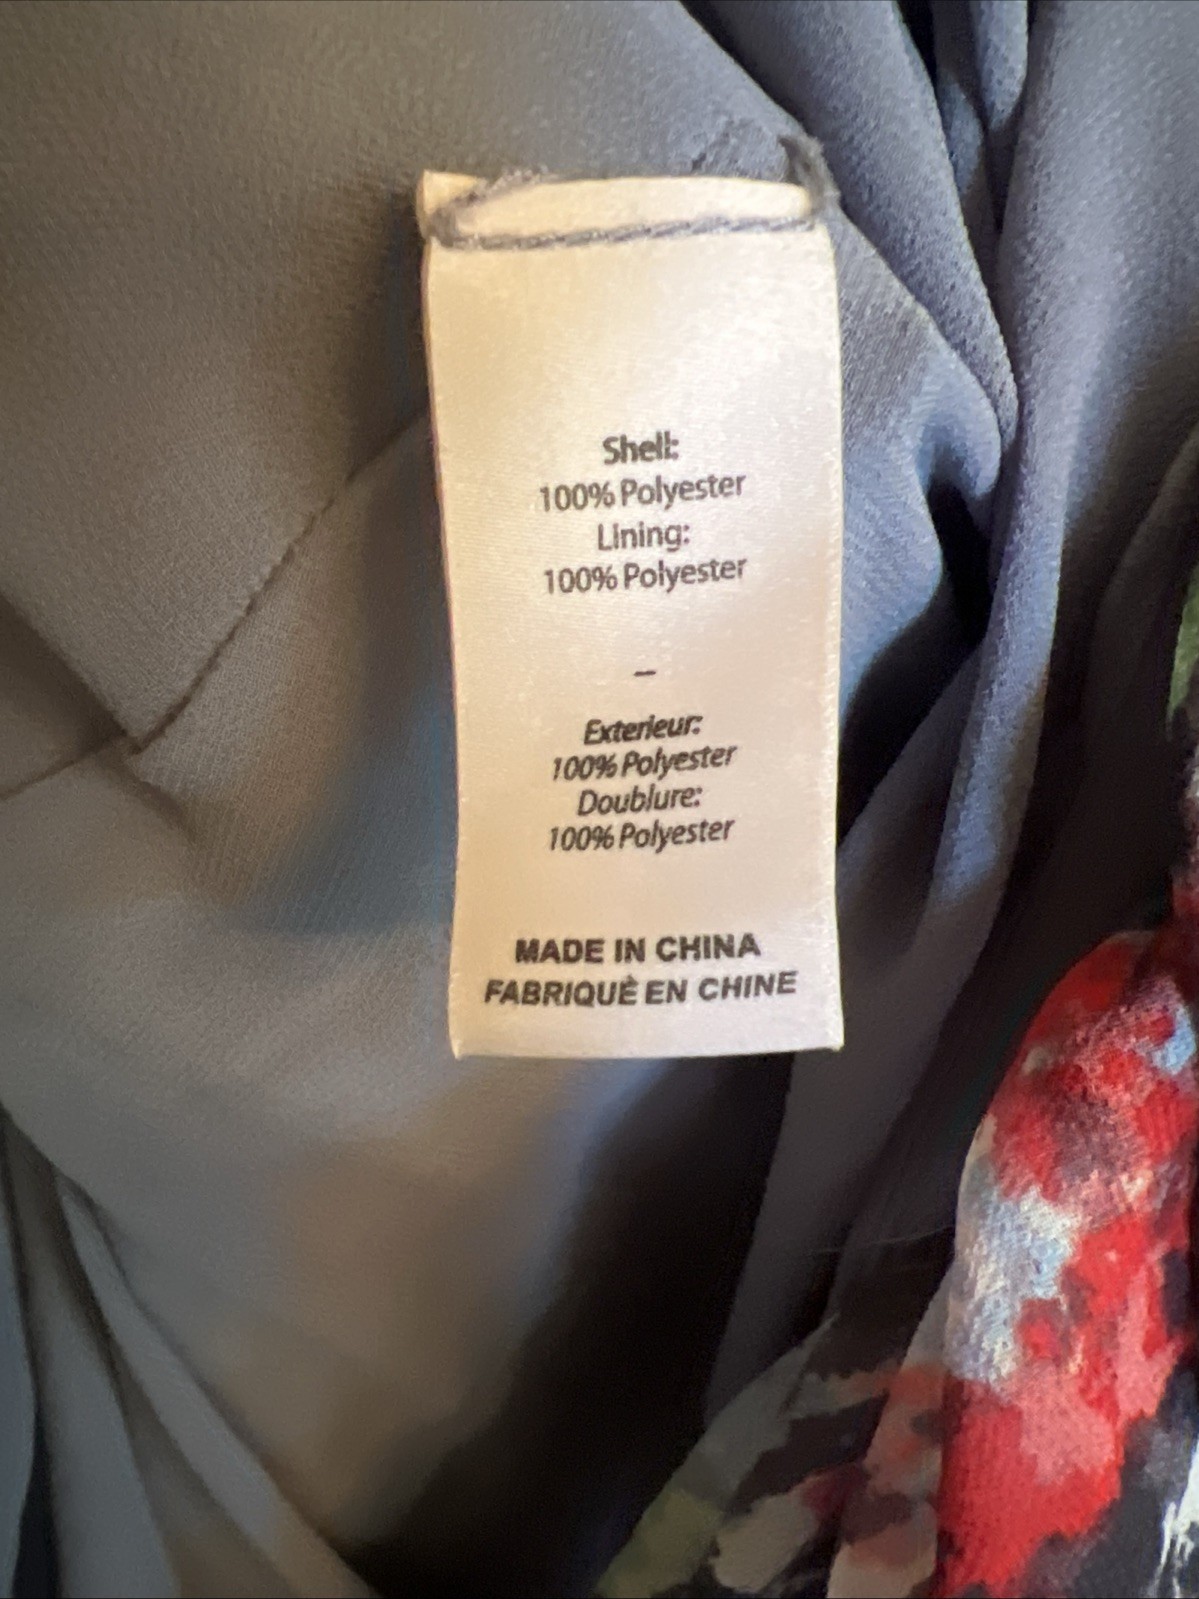 Shell:
100% Polyester
Lining:
100% Polyester
–
Exterieur:
100% Polyester
Doublure:
100% Polyester
MADE IN CHINA
FABRIQUÈ EN CHINE